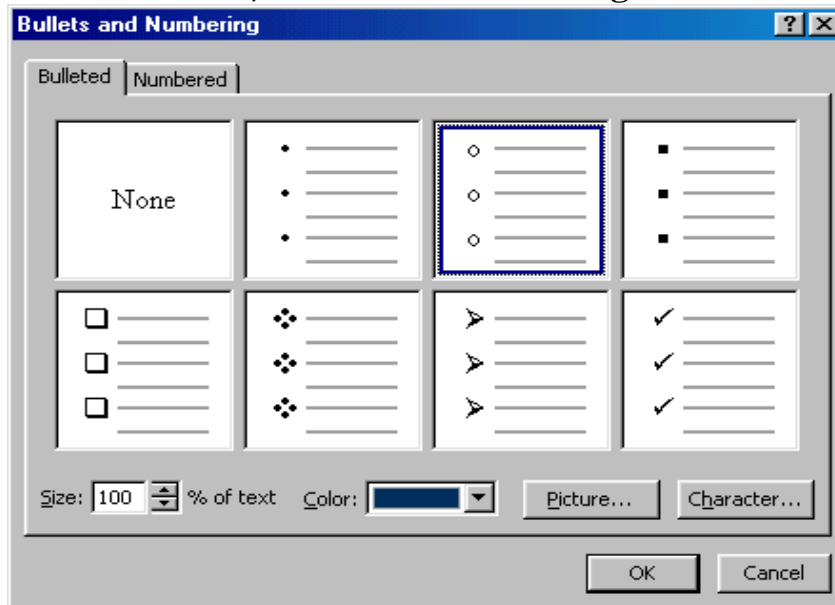 Bullets and Numbering
Bulleted Numbered
None
Size: 100 % of text Color: Picture... Character...
OK Cancel